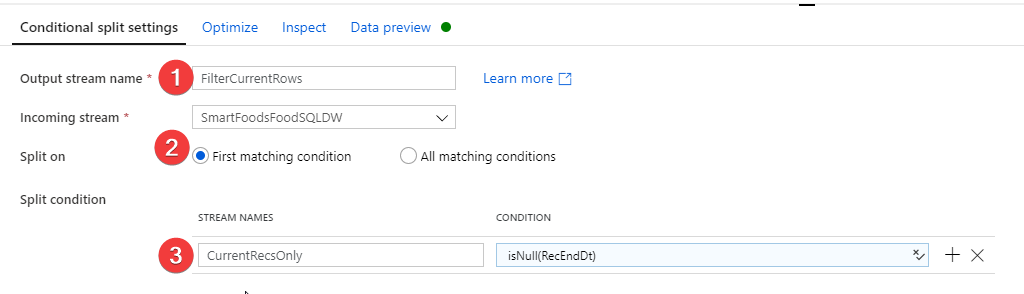 Conditional split settings Optimize Inspect Data preview
Output stream name * 1 FilterCurrentRows Learn more
Incoming stream * SmartFoodsFoodSQLDW
Split on 2 First matching condition All matching conditions
Split condition
STREAM NAMES CONDITION
3 CurrentRecsOnly isNull(RecEndDt)